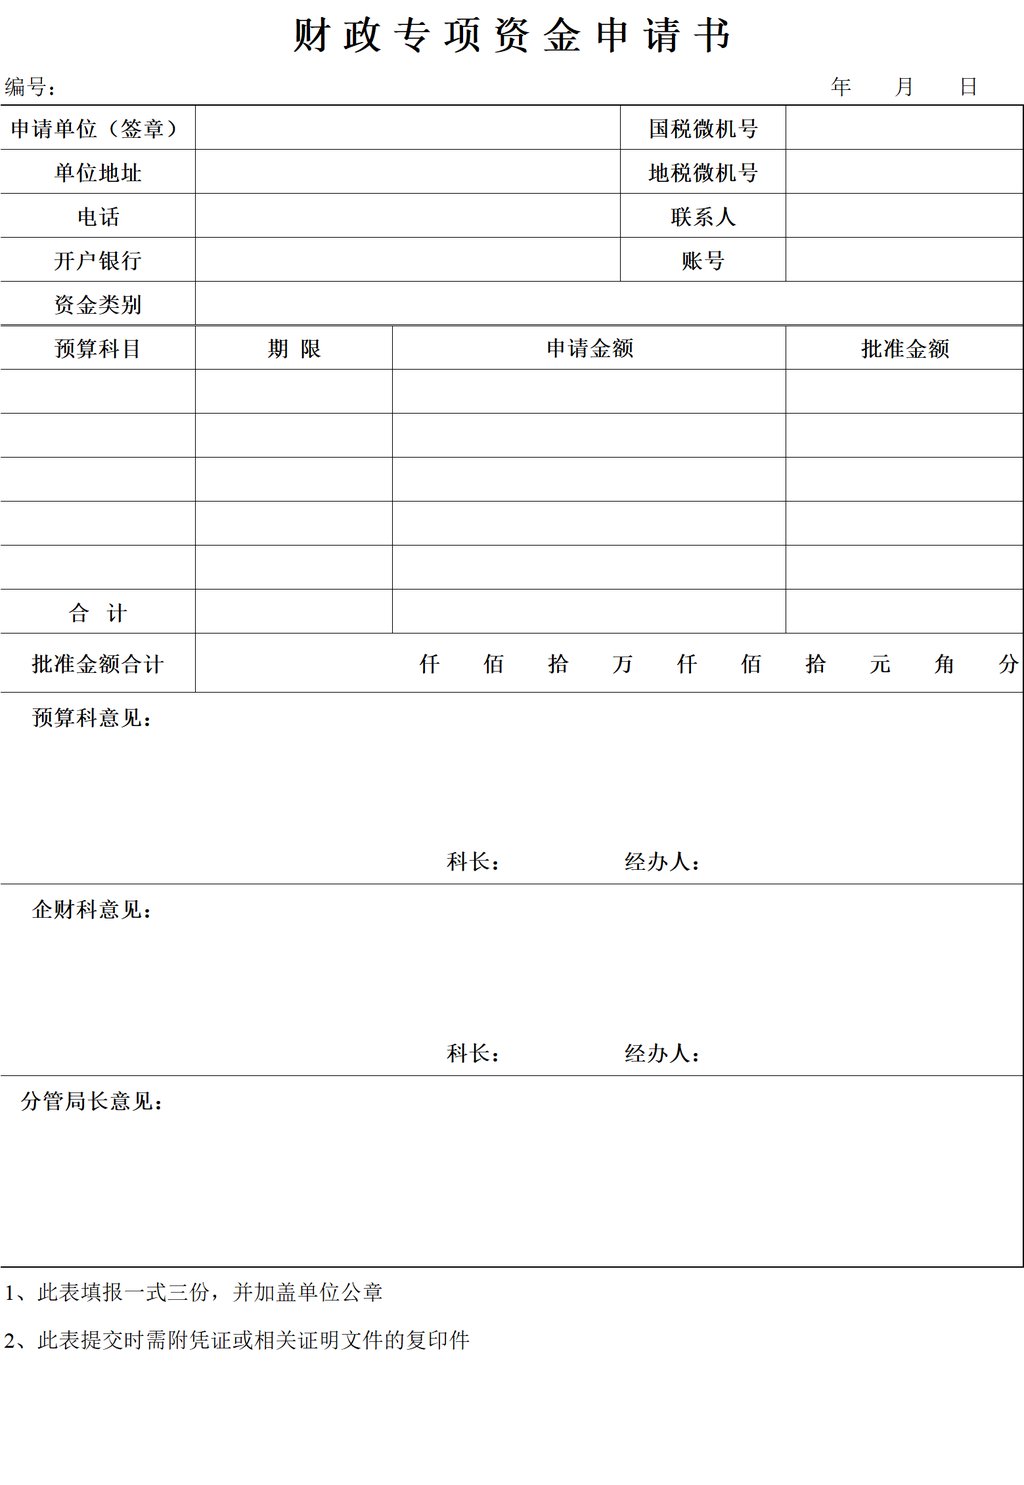 财政专项资金申请书
编号： 年 月 日
申请单位（签章） 国税微机号
单位地址 地税微机号
电话 联系人
开户银行 账号
资金类别
预算科目 期 限 申请金额 批准金额
合 计
批准金额合计 仟 佰 拾 万 仟 佰 拾 元 角 分
预算科意见：
科长： 经办人：
企财科意见：
科长： 经办人：
分管局长意见：
1、此表填报一式三份，并加盖单位公章
2、此表提交时需附凭证或相关证明文件的复印件